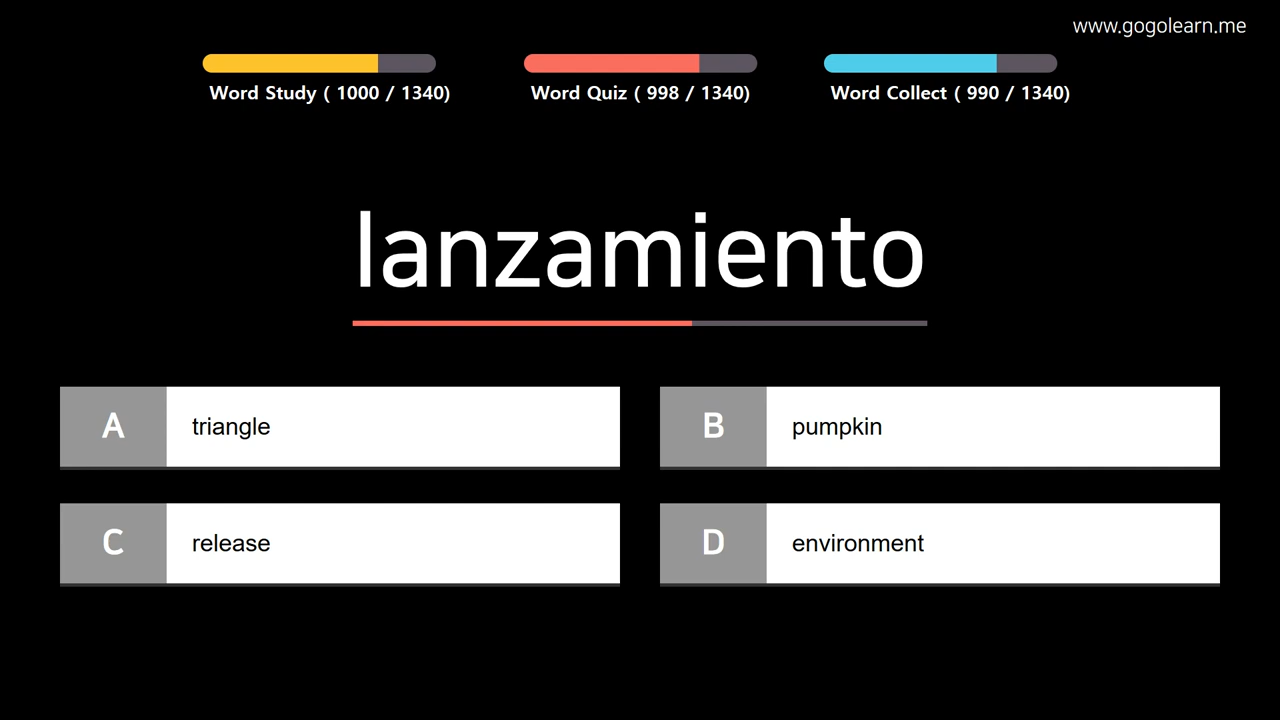 www.gogolearn.me
Word Study ( 1000 / 1340)
Word Quiz ( 998 / 1340)
Word Collect ( 990 / 1340)
lanzamiento
A triangle
B pumpkin
C release
D environment